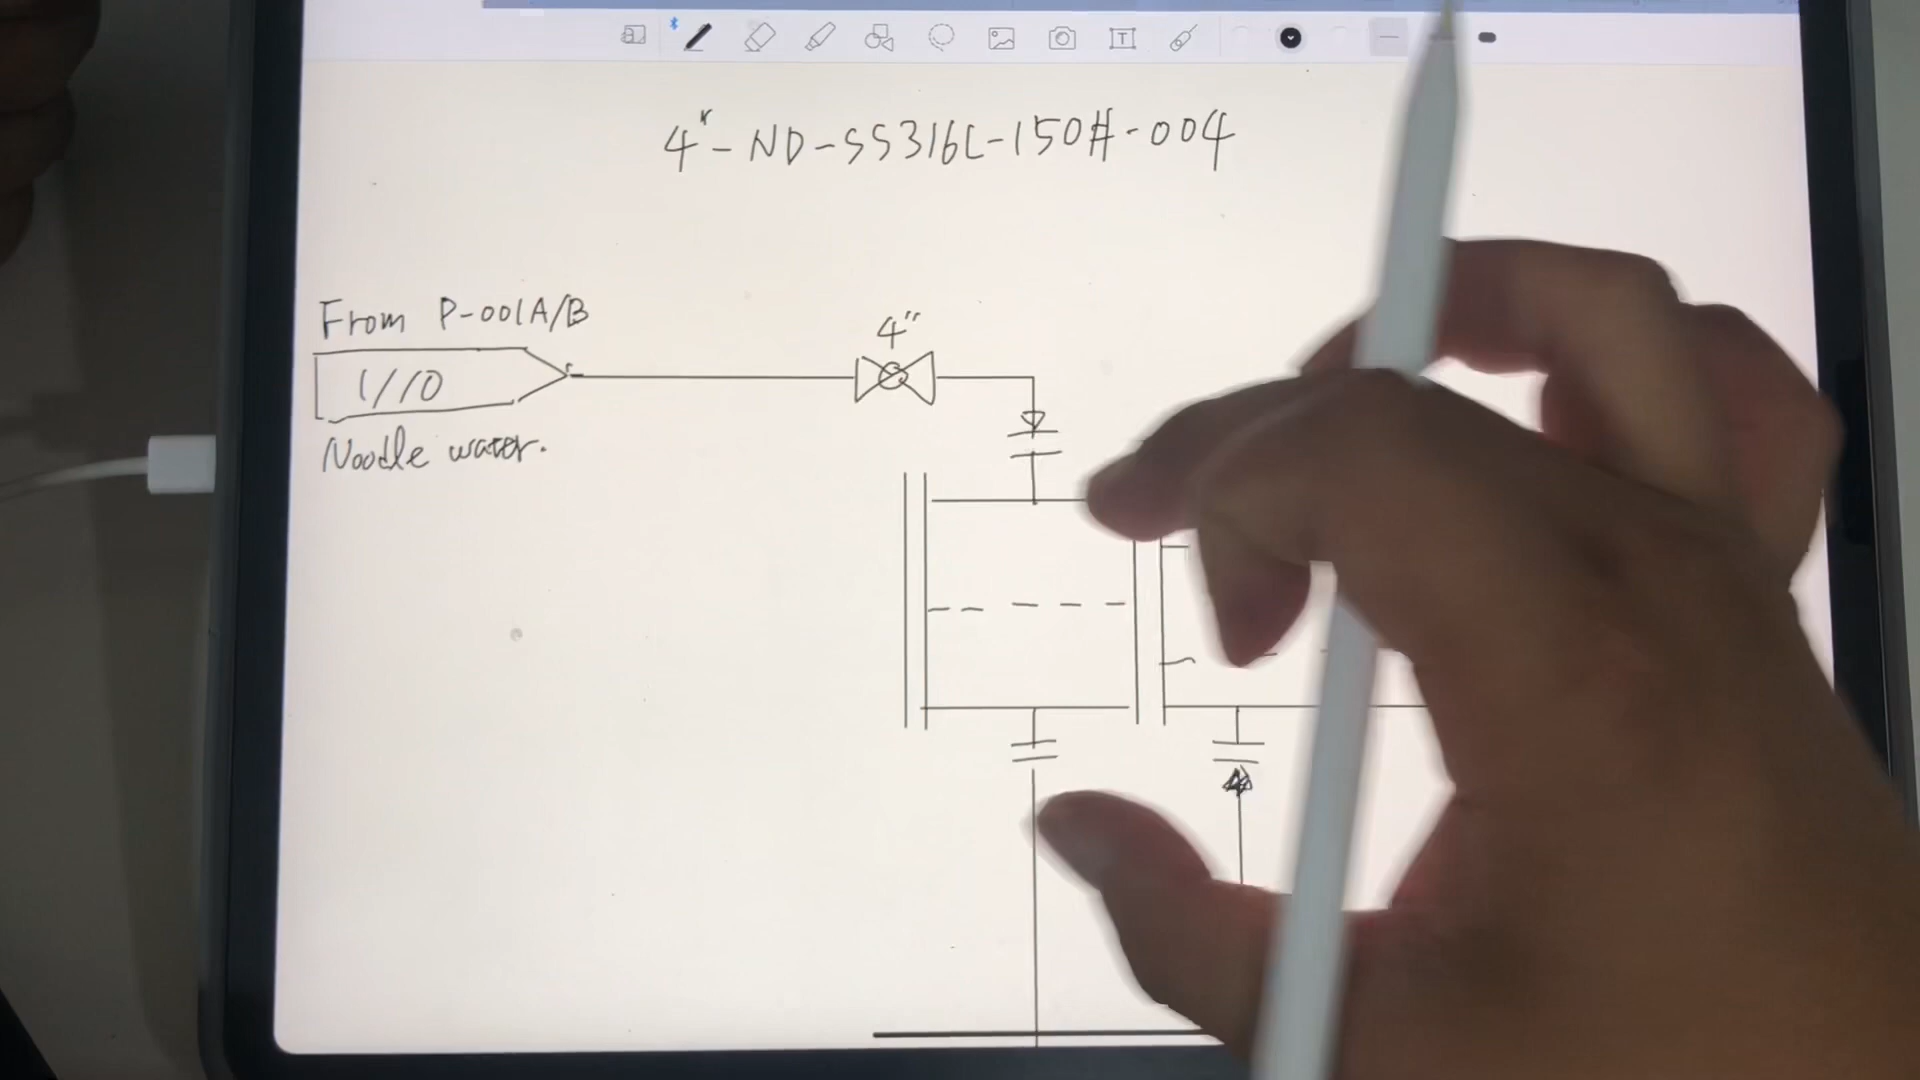 4"-ND-SS316L-150#-004
From P-001A/B
4"
1/10
Noodle water.